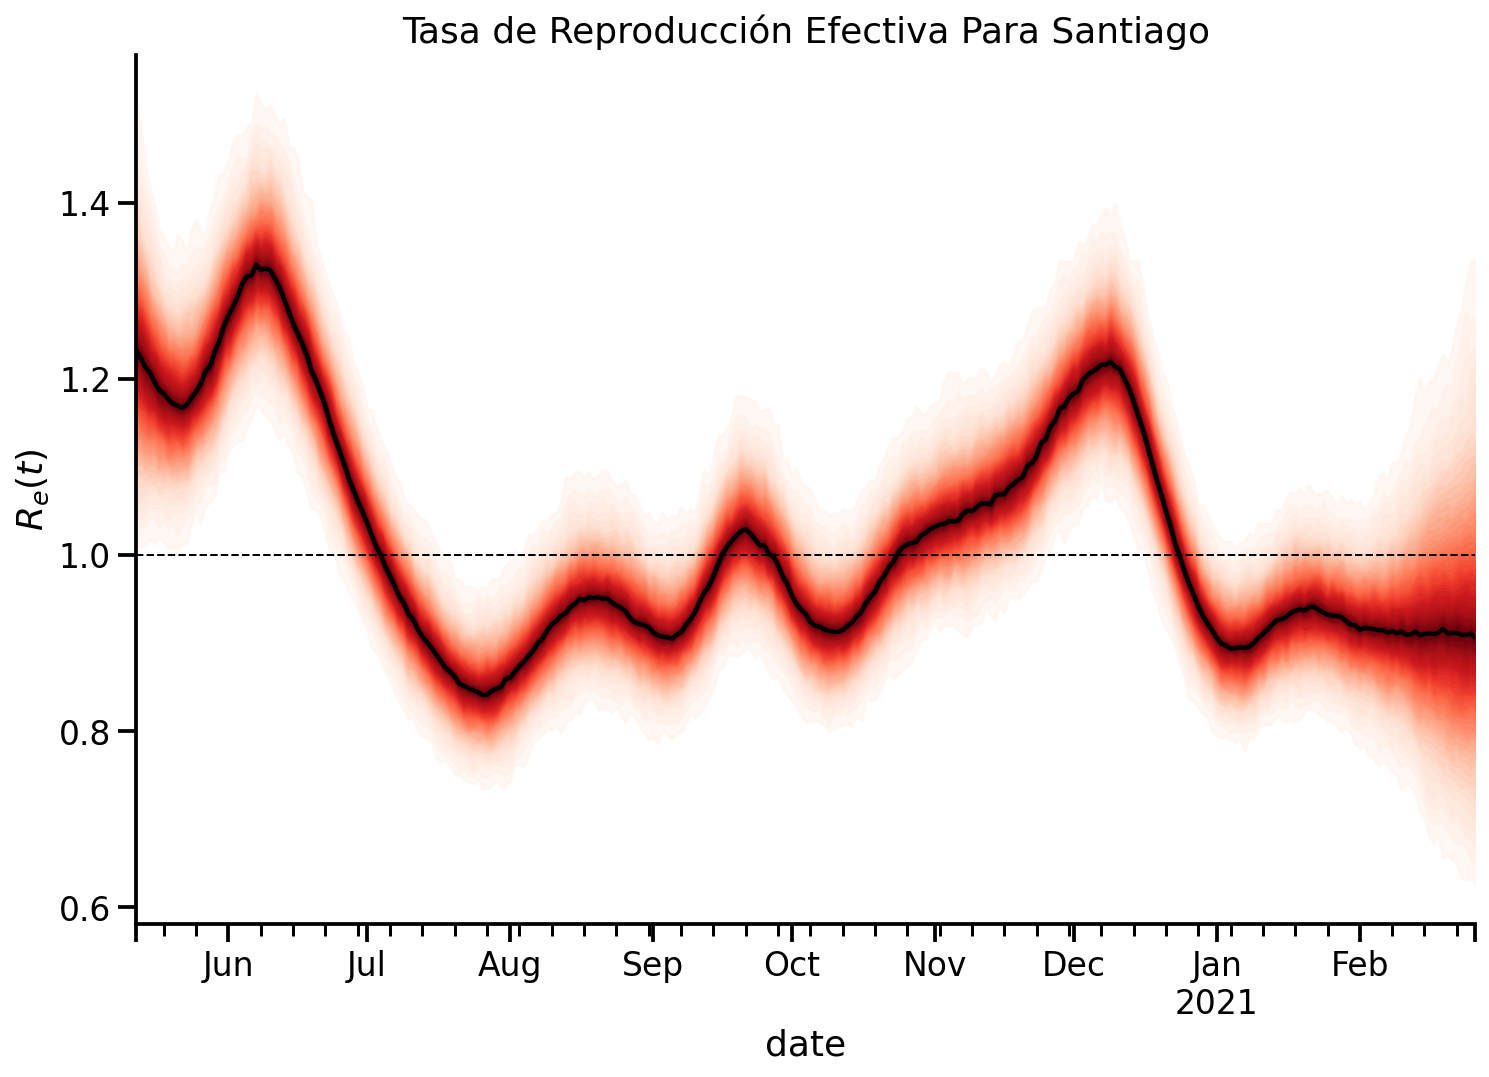 Tasa de Reproducción Efectiva Para Santiago
R_e(t)
1.4
1.2
1.0
0.8
0.6
Jun Jul Aug Sep Oct Nov Dec Jan Feb
2021
date